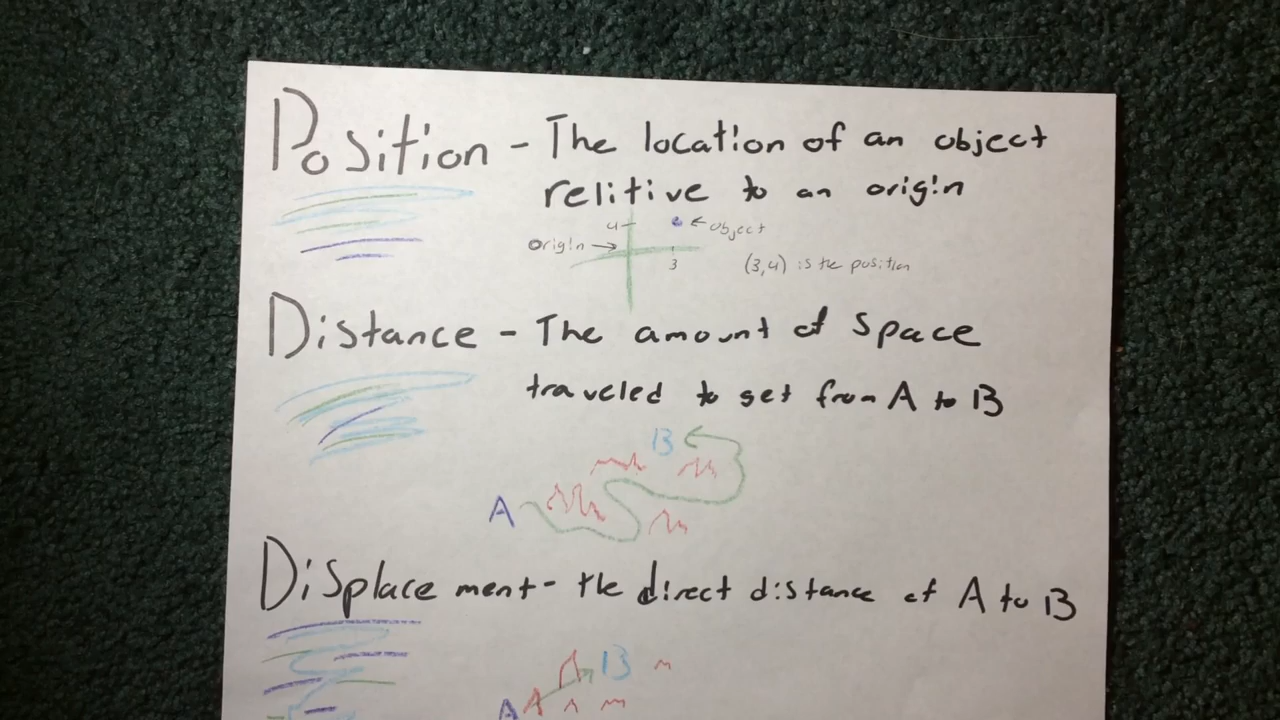 Position - The location of an object
relitive to an origin
4
object
Origin
3
(3,4) is the position
Distance - The amount of Space
traveled to get from A to B
B
A
Displacement - the direct distance of A to B
B
A